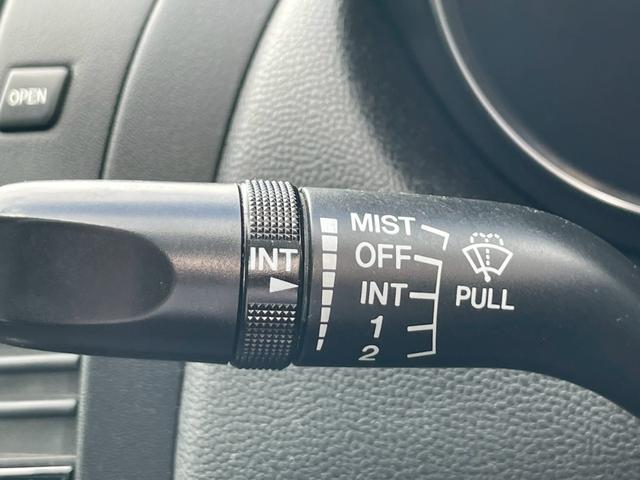 OPEN
INT
MIST
OFF
INT
1
2
PULL